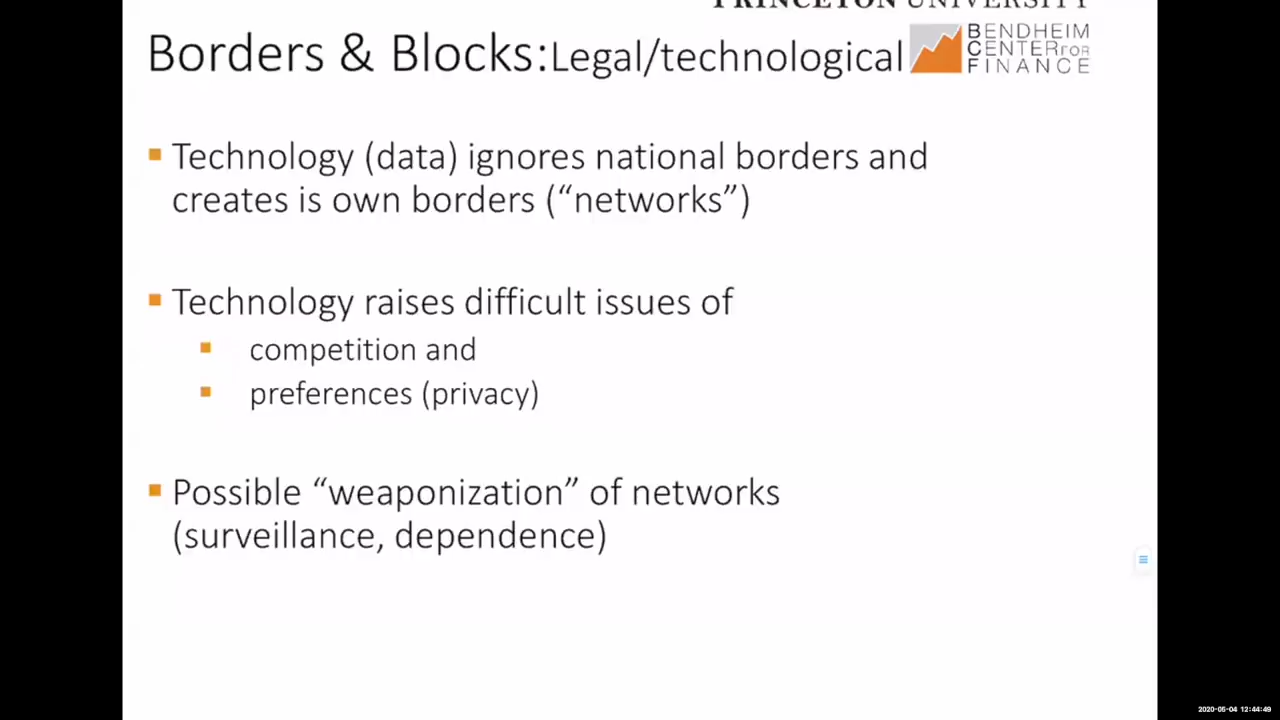 PRINCETON UNIVERSITY
Borders & Blocks:Legal/technological
BENDHEIM
CENTER FOR
FINANCE
Technology (data) ignores national borders and
creates is own borders (“networks”)
Technology raises difficult issues of
competition and
preferences (privacy)
Possible “weaponization” of networks
(surveillance, dependence)
2020-05-04 12:44:49